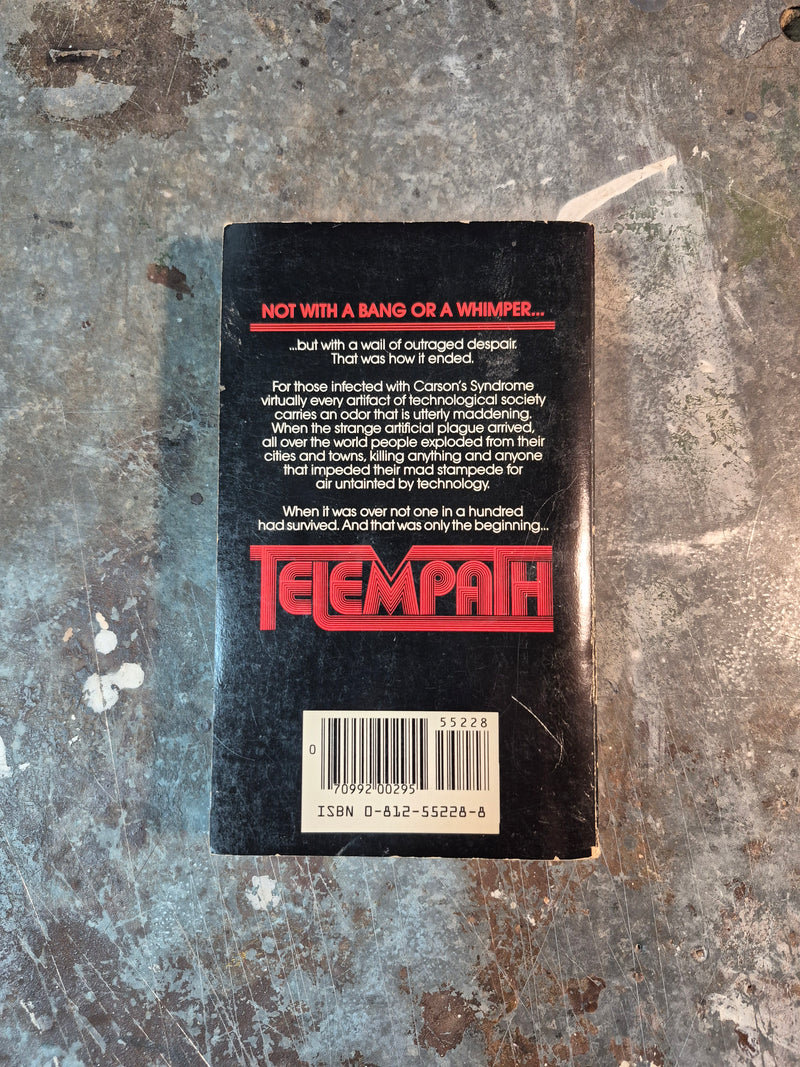 NOT WITH A BANG OR A WHIMPER...
...but with a wail of outraged despair.
That was how it ended.
For those infected with Carson's Syndrome
virtually every artifact of technological society
carries an odor that is utterly maddening.
When the strange artificial plague arrived,
all over the world people exploded from their
cities and towns, killing anything and anyone
that impeded their mad stampede for
air untainted by technology.
When it was over not one in a hundred
had survived. And that was only the beginning...
TELEMPATH
55228
0
70992 00295
ISBN 0-812-55228-8